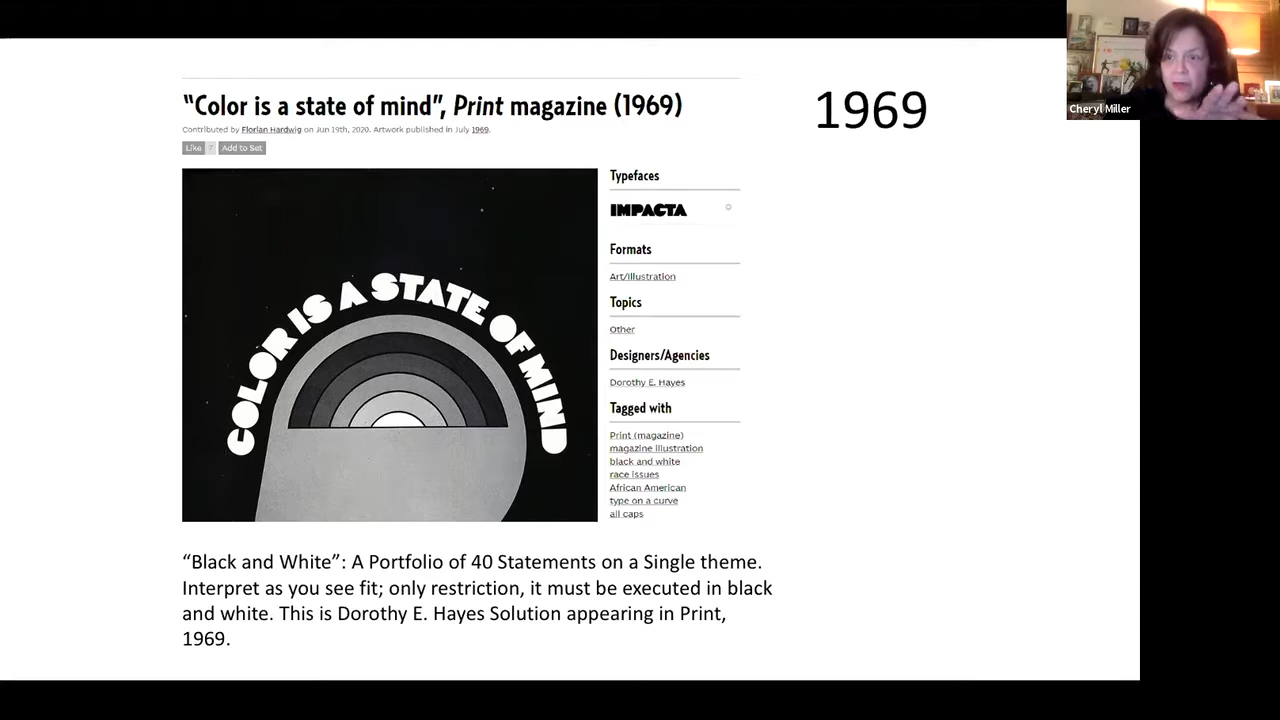 “Color is a state of mind”, Print magazine (1969)
1969
Cheryl Miller
Contributed by Florian Hardwig on Jun 19th, 2020. Artwork published in July 1969.
Like 7 Add to Set
COLOR IS A STATE OF MIND
Typefaces
IMPACTA
Formats
Art/Illustration
Topics
Other
Designers/Agencies
Dorothy E. Hayes
Tagged with
Print (magazine)
magazine illustration
black and white
race issues
African American
type on a curve
all caps
“Black and White”: A Portfolio of 40 Statements on a Single theme.
Interpret as you see fit; only restriction, it must be executed in black
and white. This is Dorothy E. Hayes Solution appearing in Print,
1969.